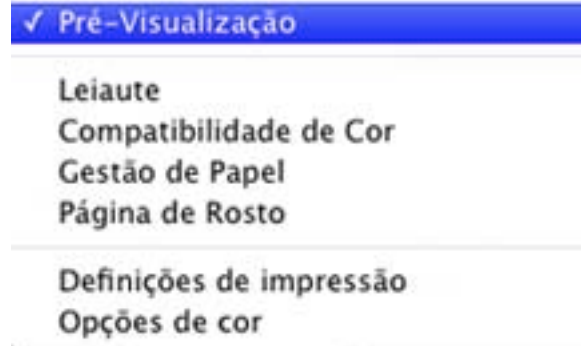 ✓ Pré-Visualização
Leiaute
Compatibilidade de Cor
Gestão de Papel
Página de Rosto
Definições de impressão
Opções de cor